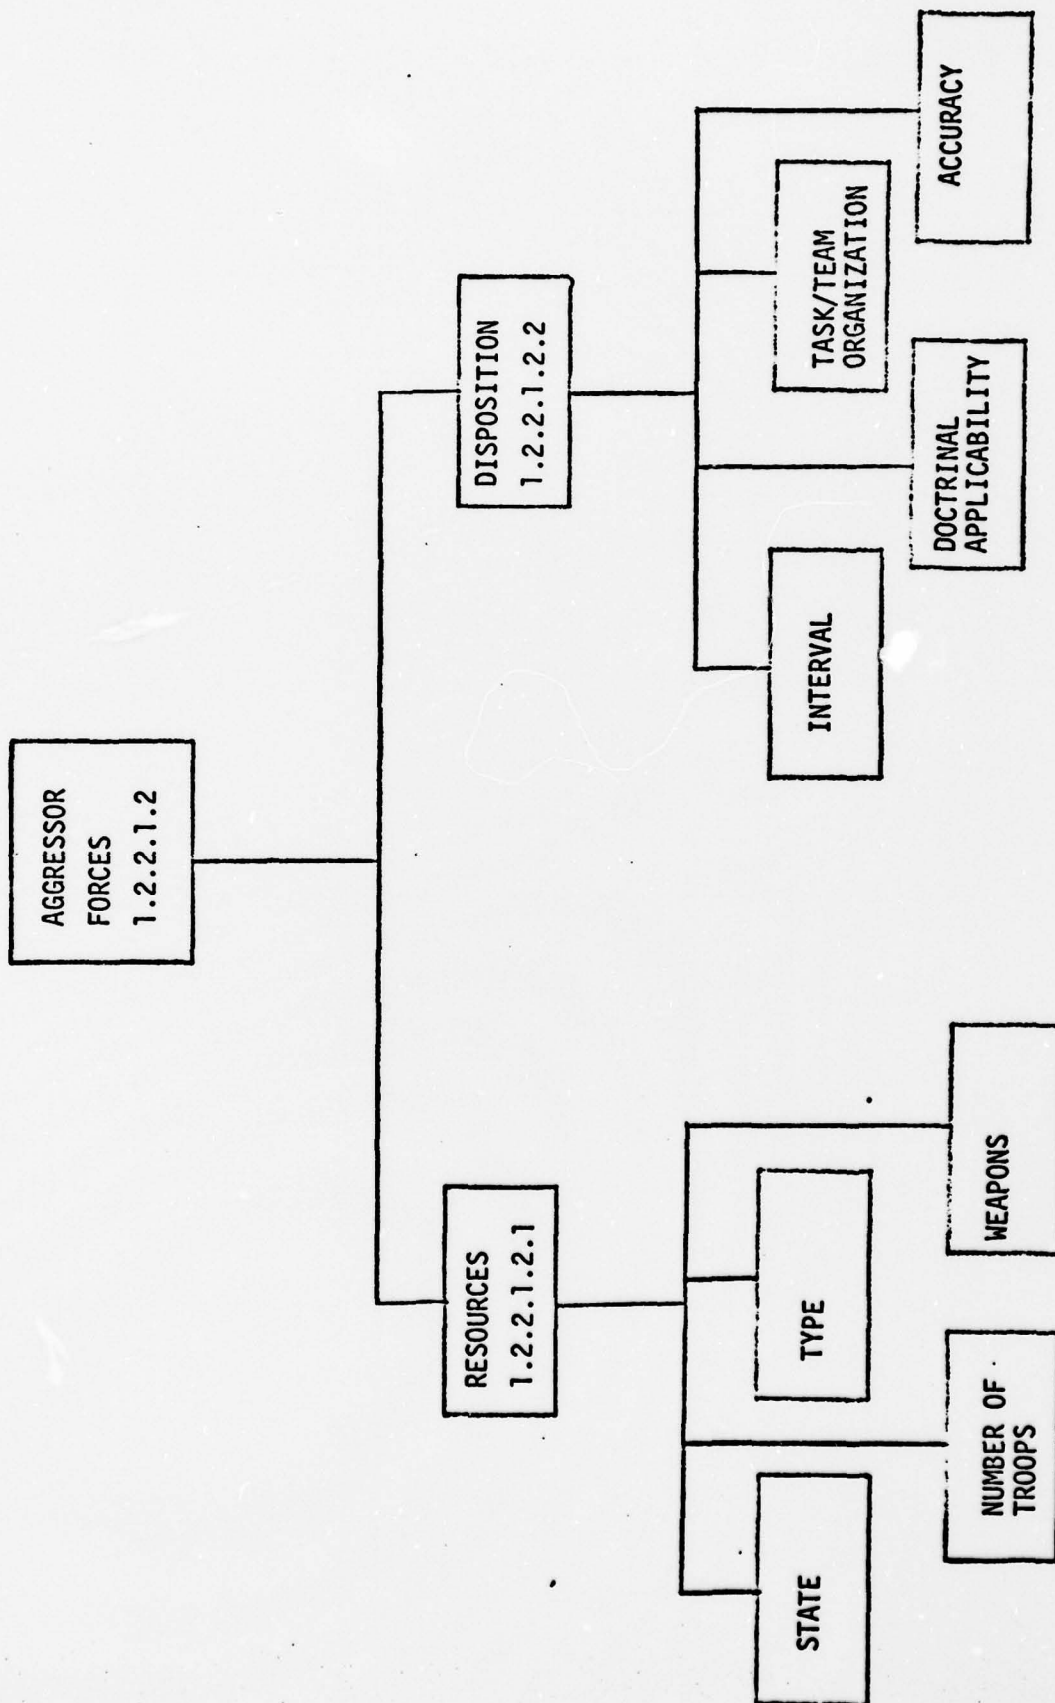 AGGRESSOR
FORCES
1.2.2.1.2
RESOURCES
1.2.2.1.2.1
DISPOSITION
1.2.2.1.2.2
STATE
NUMBER OF
TROOPS
TYPE
WEAPONS
INTERVAL
DOCTRINAL
APPLICABILITY
TASK/TEAM
ORGANIZATION
ACCURACY